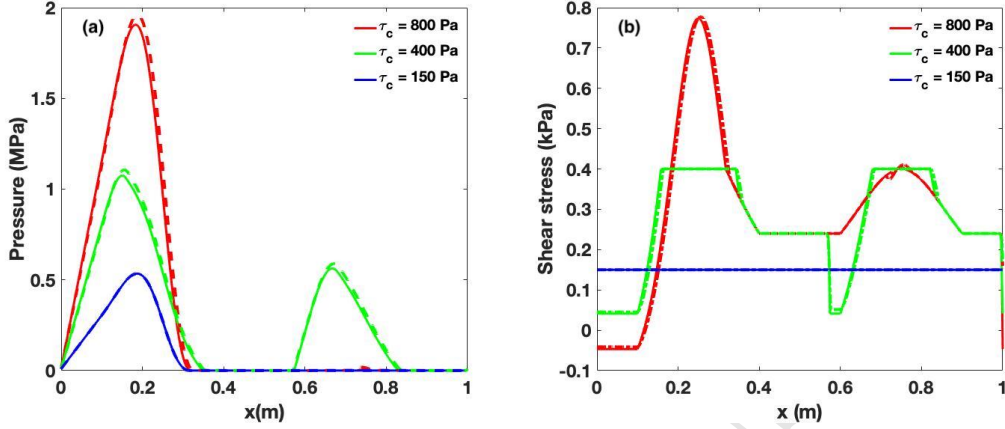 (a)
τc = 800 Pa
τc = 400 Pa
τc = 150 Pa
Pressure (MPa)
2
1.5
1
0.5
0
0 0.2 0.4 0.6 0.8 1
x(m)
(b)
τc = 800 Pa
τc = 400 Pa
τc = 150 Pa
Shear stress (kPa)
0.8
0.7
0.6
0.5
0.4
0.3
0.2
0.1
0
-0.1
0 0.2 0.4 0.6 0.8 1
x (m)